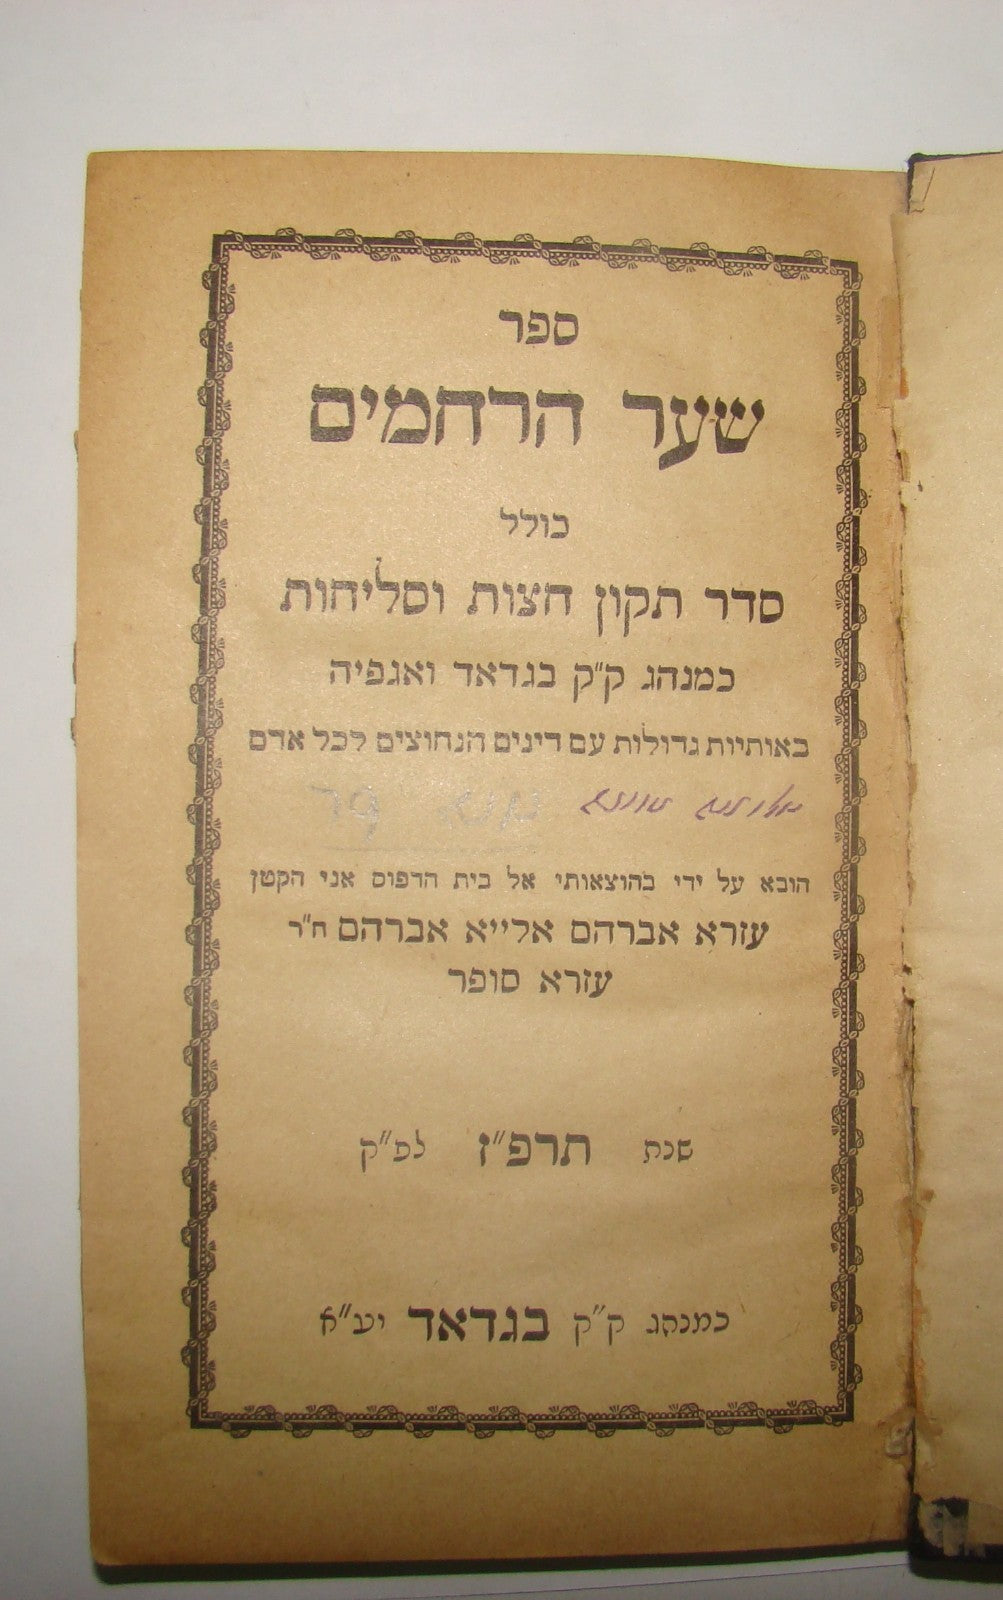 ספר
שער הרחמים
כולל
סדר תקון חצות וסליחות
כמנהג ק"ק בגדאד ואגפיה
באותיות גדולות עם דינים הנחוצים לכל אדם
הובא על ידי בהוצאותי אל בית הדפוס אני הקטן
עזרא אברהם אלייא אברהם ח"ר
עזרא סופר
שנת תרפ"ז לפ"ק
כמנהג ק"ק בגדאד יע"א